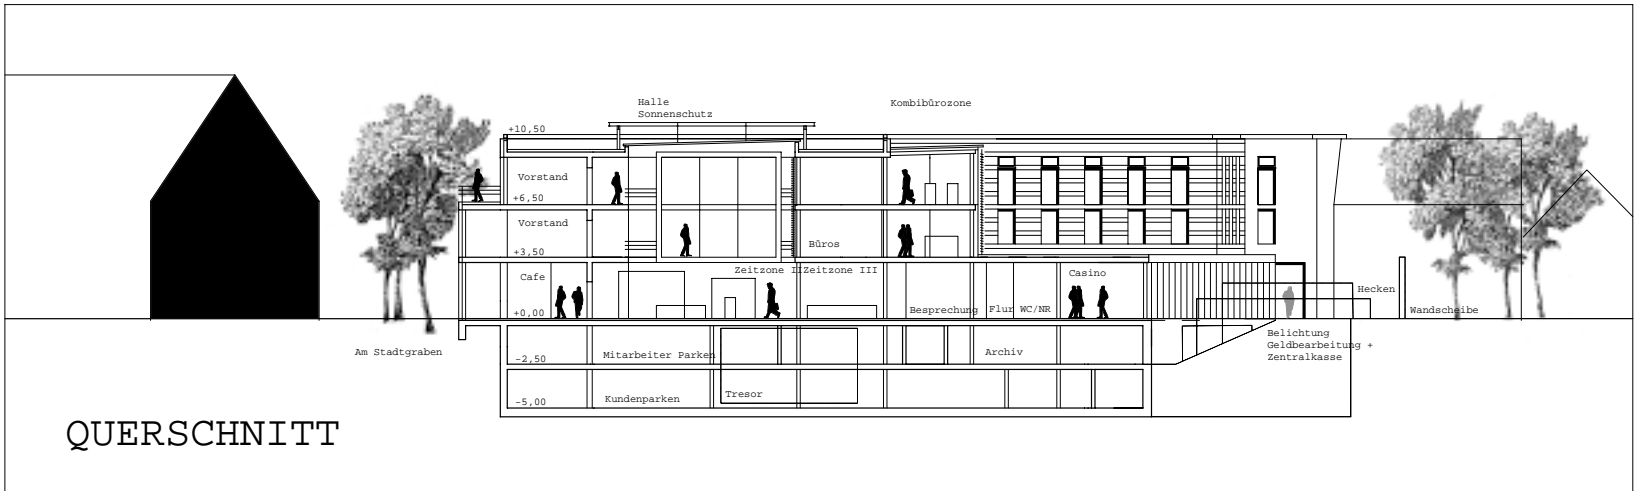 Halle
Sonnenschutz
Kombibürozone
+10,50
Vorstand
+6,50
Vorstand
Büros
+3,50
Zeitzone II Zeitzone III
Cafe
Casino
Hecken
+0,00
Besprechung Flur WC/NR
Wandscheibe
Belichtung
Geldbearbeitung +
Zentralkasse
Am Stadtgraben
-2,50
Mitarbeiter Parken
Archiv
Tresor
-5,00
Kundenparken
QUERSCHNITT